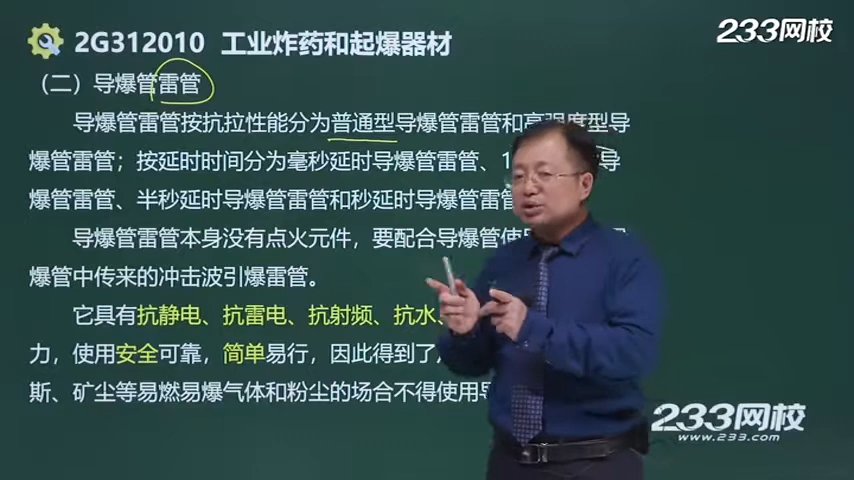 2G312010 工业炸药和起爆器材
233网校
（二）导爆管雷管
导爆管雷管按抗拉性能分为普通型导爆管雷管和高强度型导
爆管雷管；按延时时间分为毫秒延时导爆管雷管、1 导
爆管雷管、半秒延时导爆管雷管和秒延时导爆管雷管
导爆管雷管本身没有点火元件，要配合导爆管使
爆管中传来的冲击波引爆雷管。
它具有抗静电、抗雷电、抗射频、抗水、
力，使用安全可靠，简单易行，因此得到了
斯、矿尘等易燃易爆气体和粉尘的场合不得使用导
233网校
www.233.com